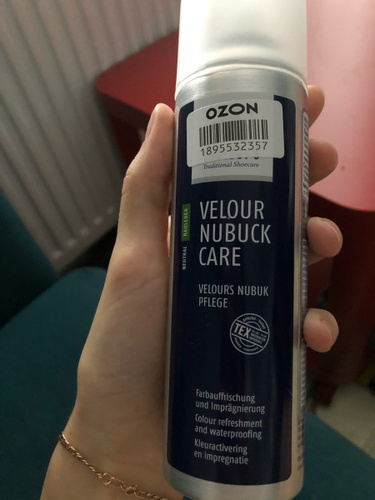 OZON
1895532357
Traditional Shoecare
NEUTRAL
VELOUR
NUBUCK
CARE
VELOURS NUBUK
PFLEGE
TEX
Farbauffrischung
und Imprägnierung
Colour refreshment
and waterproofing
Kleuractivering
en impregnatie